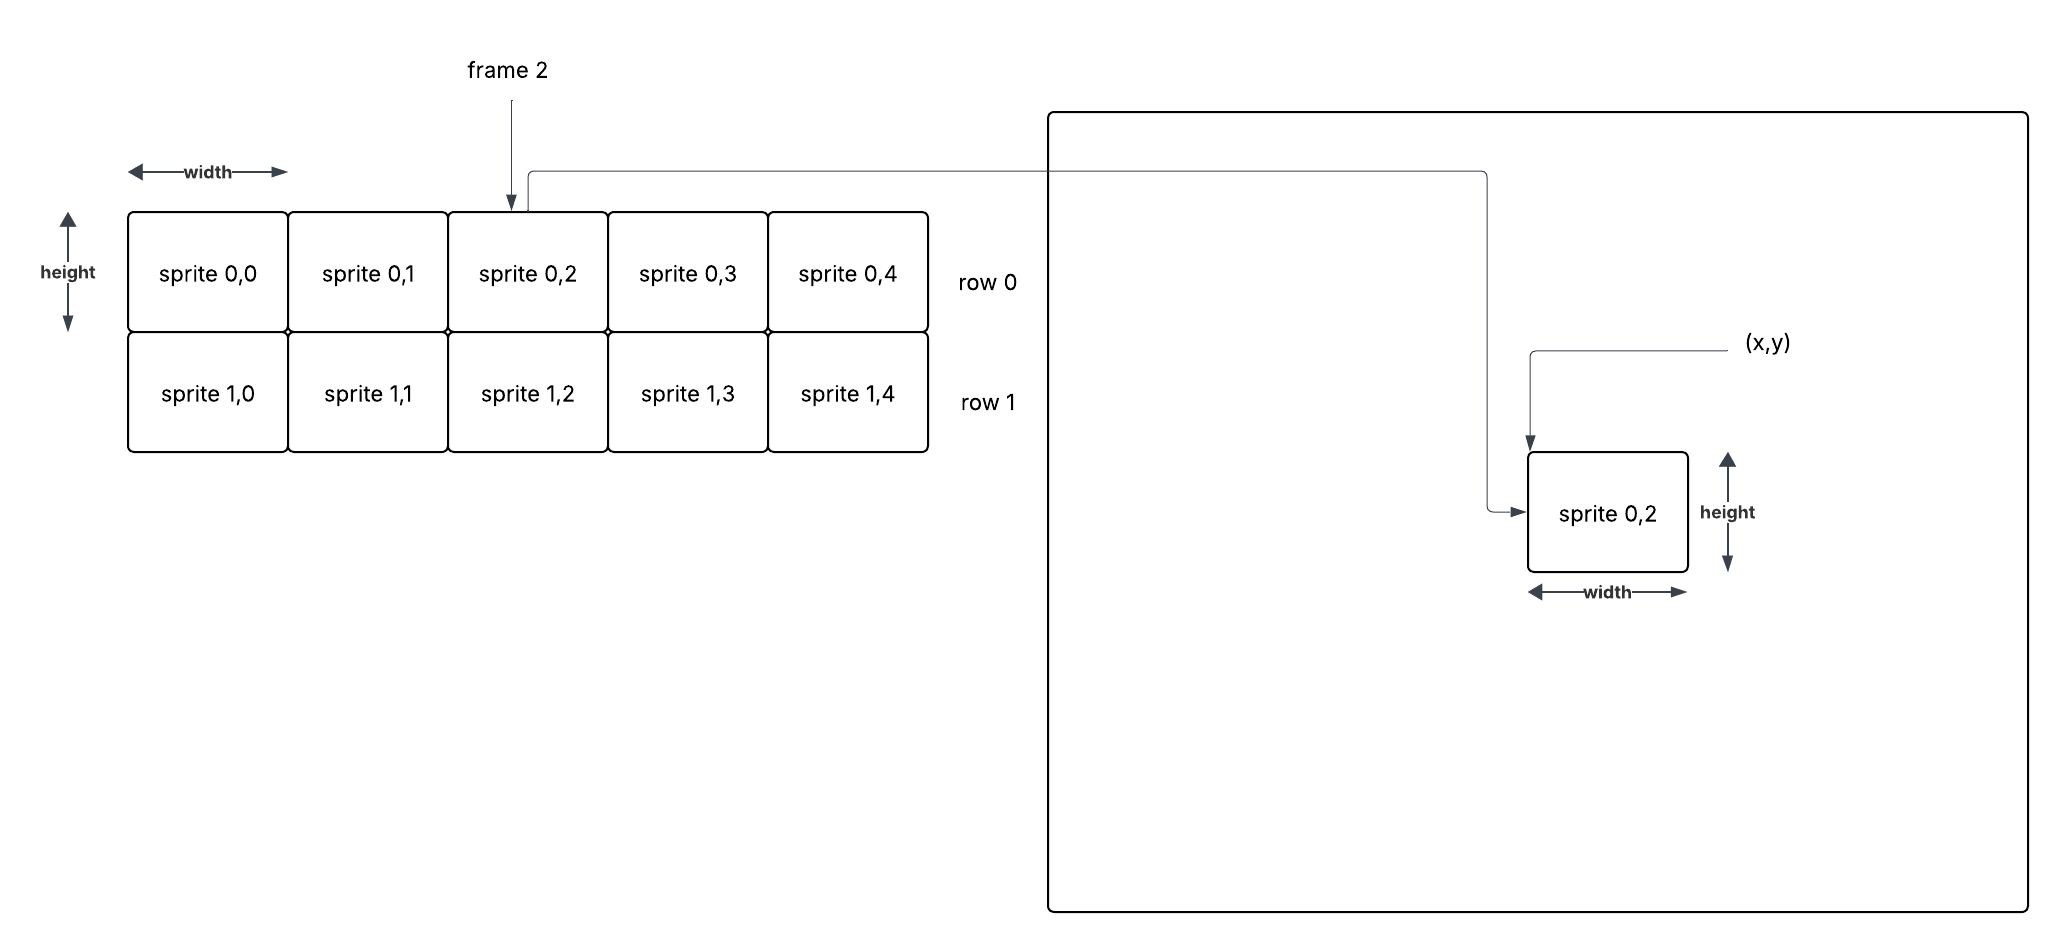 frame 2
width
height
sprite 0,0
sprite 0,1
sprite 0,2
sprite 0,3
sprite 0,4
row 0
sprite 1,0
sprite 1,1
sprite 1,2
sprite 1,3
sprite 1,4
row 1
(x,y)
sprite 0,2
height
width